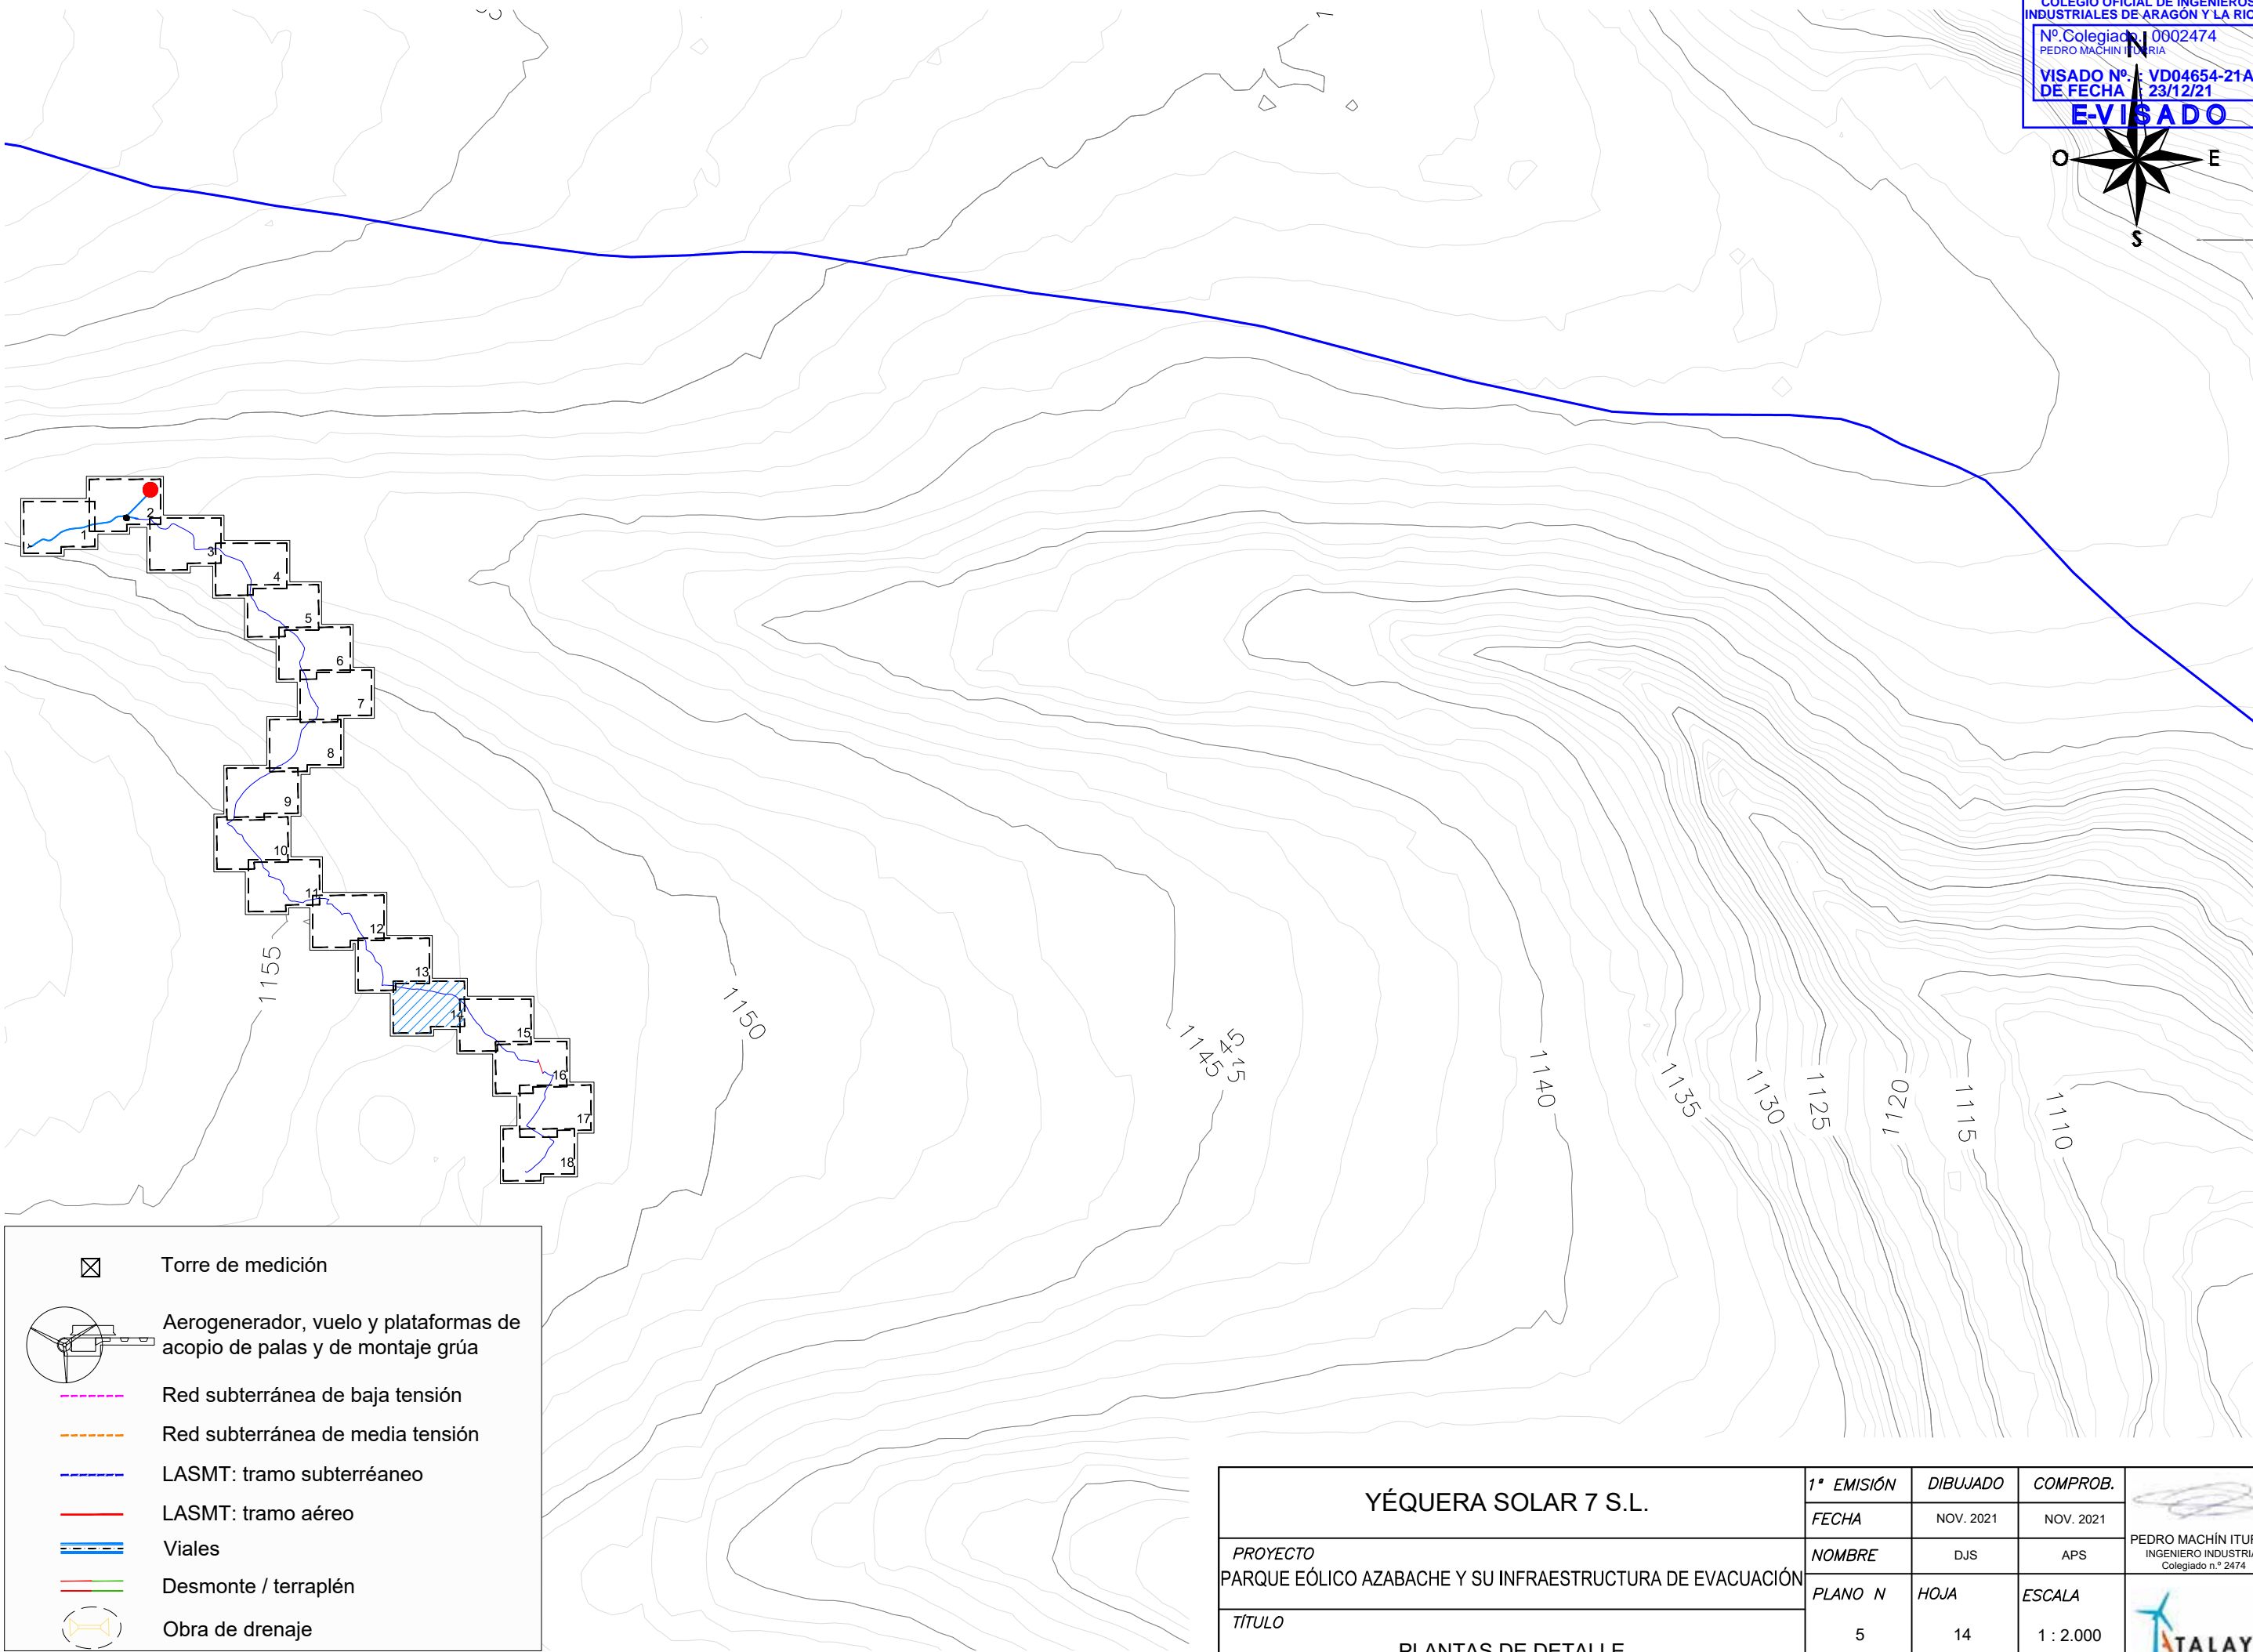 COLEGIO OFICIAL DE INGENIEROS
INDUSTRIALES DE ARAGÓN Y LA
Nº.Colegiado.: 0002474
PEDRO MACHIN ITURRIA
VISADO Nº. : VD04654-21A
DE FECHA : 23/12/21
E-VISADO
N
O
E
S
1
2
3
4
5
6
7
8
9
10
11
12
13
14
15
16
17
18
1155
1150
1145
1140
1135
1130
1125
1120
1115
1110
Torre de medición
Aerogenerador, vuelo y plataformas de
acopio de palas y de montaje grúa
Red subterránea de baja tensión
Red subterránea de media tensión
LASMT: tramo subterréaneo
LASMT: tramo aéreo
Viales
Desmonte / terraplén
Obra de drenaje
YÉQUERA SOLAR 7 S.L.
PROYECTO
PARQUE EÓLICO AZABACHE Y SU INFRAESTRUCTURA DE EVACUACIÓN
TÍTULO
PLANTAS DE DETALLE
1ª EMISIÓN
DIBUJADO
COMPROB.
FECHA
NOV. 2021
NOV. 2021
NOMBRE
DJS
APS
PLANO N
HOJA
ESCALA
5
14
1 : 2.000
PEDRO MACHÍN
INGENIERO
Colegiado n.º 2474